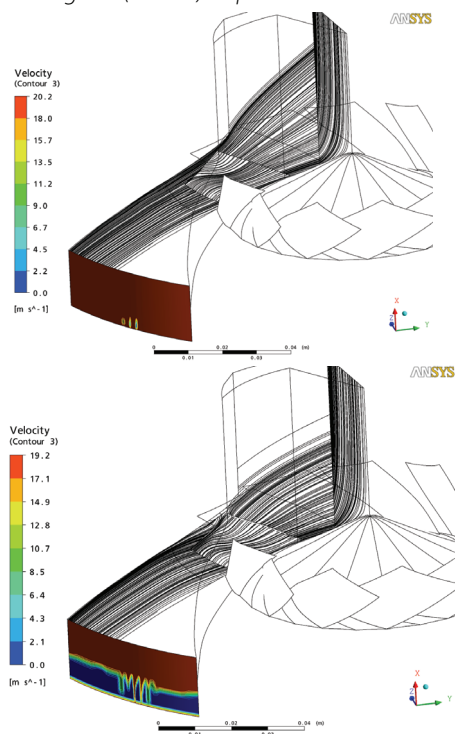 ANSYS
Velocity
(Contour 3)
20.2
18.0
15.7
13.5
11.2
9.0
6.7
4.5
2.2
0.0
[m s^-1]
X
Z
Y
0 0.02 0.04 (m)
0.01 0.03
ANSYS
Velocity
(Contour 3)
19.2
17.1
14.9
12.8
10.7
8.5
6.4
4.3
2.1
0.0
[m s^-1]
X
Z
Y
0 0.02 0.04 (m)